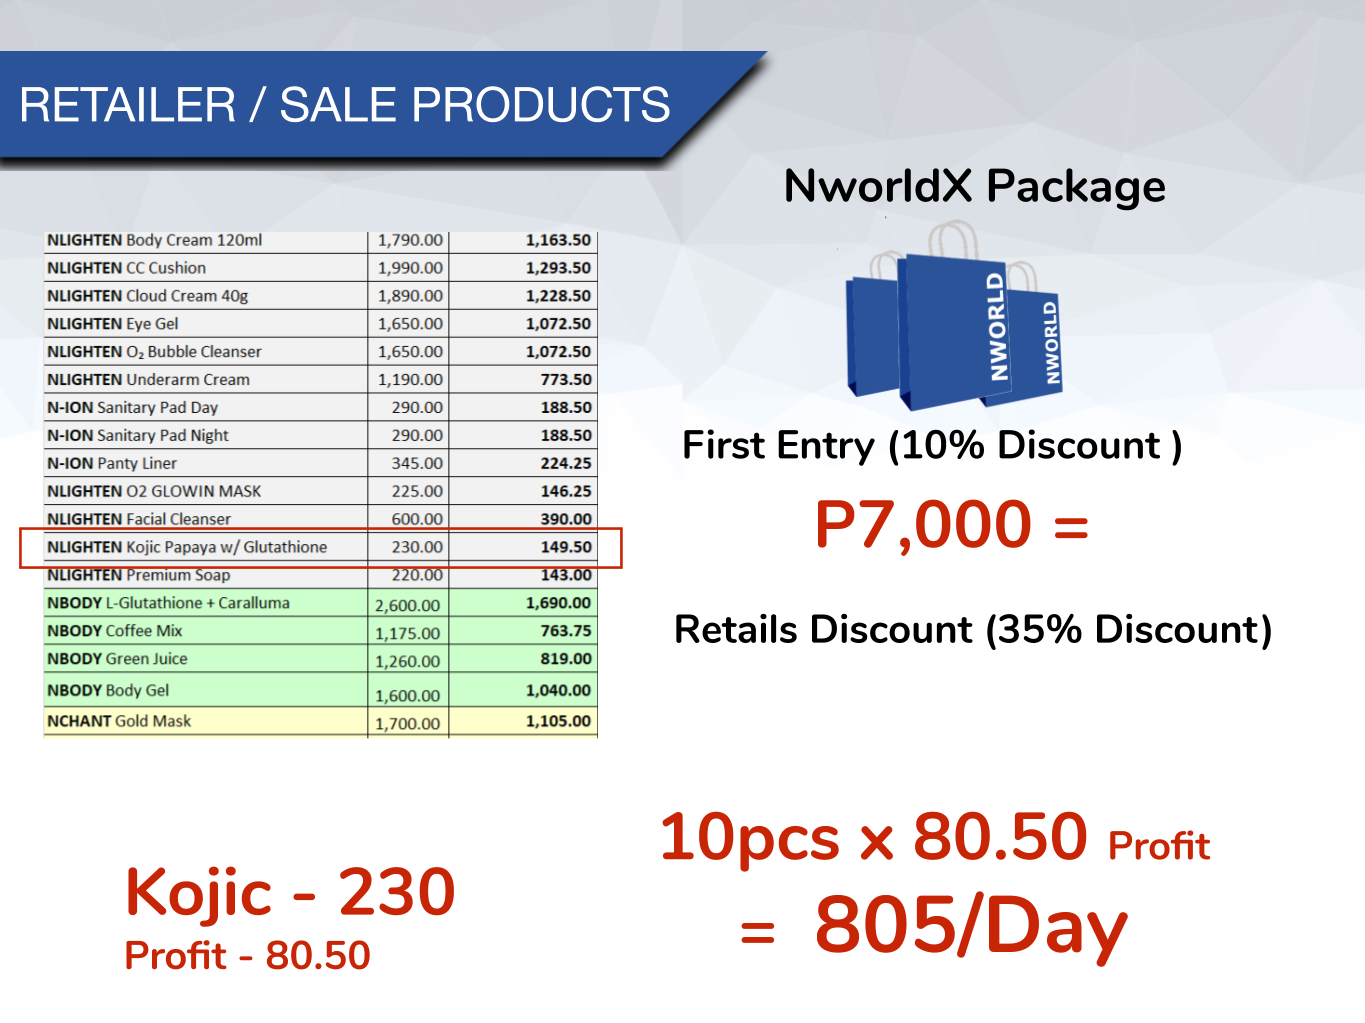 RETAILER / SALE PRODUCTS
NworldX Package
NLIGHTEN Body Cream 120ml 1,790.00 1,163.50
NLIGHTEN CC Cushion 1,990.00 1,293.50
NLIGHTEN Cloud Cream 40g 1,890.00 1,228.50
NLIGHTEN Eye Gel 1,650.00 1,072.50
NLIGHTEN O₂ Bubble Cleanser 1,650.00 1,072.50
NLIGHTEN Underarm Cream 1,190.00 773.50
N-ION Sanitary Pad Day 290.00 188.50
N-ION Sanitary Pad Night 290.00 188.50
N-ION Panty Liner 345.00 224.25
NLIGHTEN O2 GLOWIN MASK 225.00 146.25
NLIGHTEN Facial Cleanser 600.00 390.00
NLIGHTEN Kojic Papaya w/ Glutathione 230.00 149.50
NLIGHTEN Premium Soap 220.00 143.00
NBODY L-Glutathione + Caralluma 2,600.00 1,690.00
NBODY Coffee Mix 1,175.00 763.75
NBODY Green Juice 1,260.00 819.00
NBODY Body Gel 1,600.00 1,040.00
NCHANT Gold Mask 1,700.00 1,105.00
NWORLD
NWORLD
First Entry (10% Discount )
P7,000 =
Retails Discount (35% Discount)
Kojic - 230
Profit - 80.50
10pcs x 80.50 Profit
= 805/Day